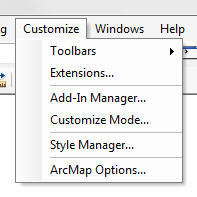 g Customize Windows Help
Toolbars
Extensions...
Add-In Manager...
Customize Mode...
Style Manager...
ArcMap Options...